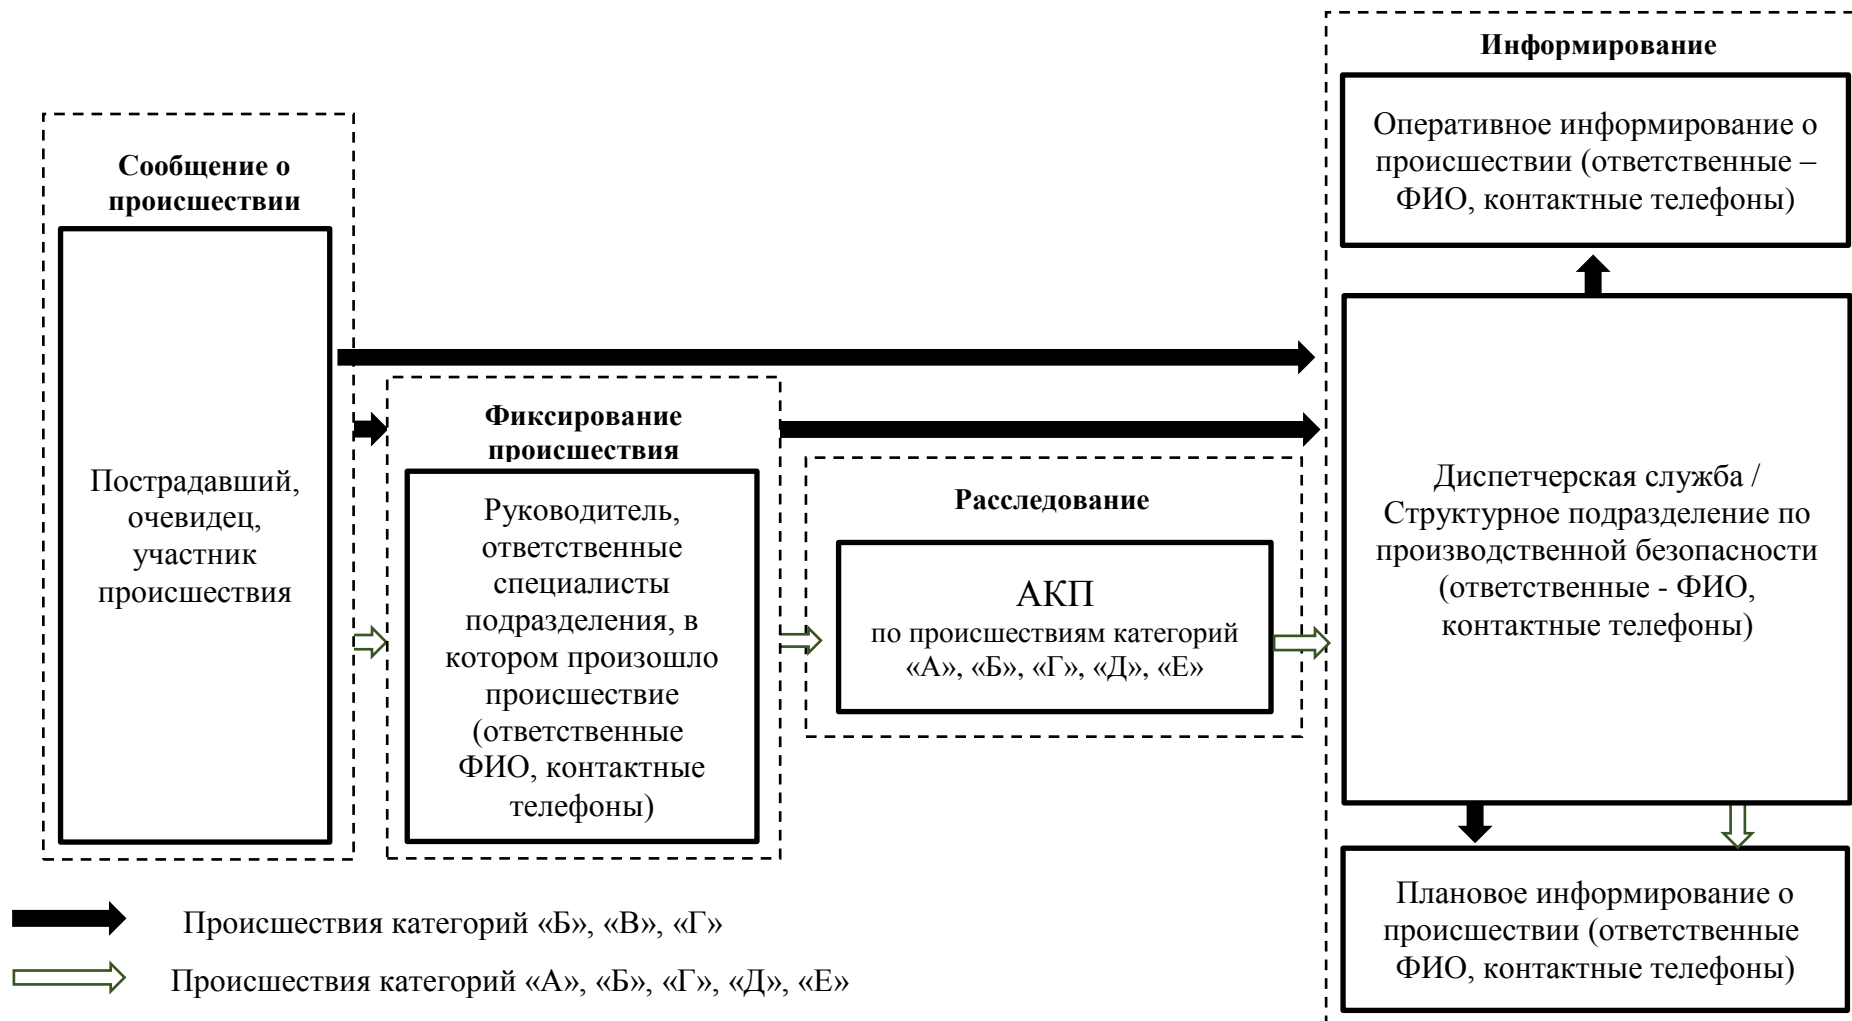 Информирование
Оперативное информирование о
происшествии (ответственные –
ФИО, контактные телефоны)
Сообщение о
происшествии
Пострадавший,
очевидец,
участник
происшествия
Фиксирование
происшествия
Руководитель,
ответственные
специалисты
подразделения, в
котором произошло
происшествие
(ответственные
ФИО, контактные
телефоны)
Расследование
АКП
по происшествиям категорий
«А», «Б», «Г», «Д», «Е»
Диспетчерская служба /
Структурное подразделение по
производственной безопасности
(ответственные - ФИО,
контактные телефоны)
Плановое информирование о
происшествии (ответственные
ФИО, контактные телефоны)
Происшествия категорий «Б», «В», «Г»
Происшествия категорий «А», «Б», «Г», «Д», «Е»